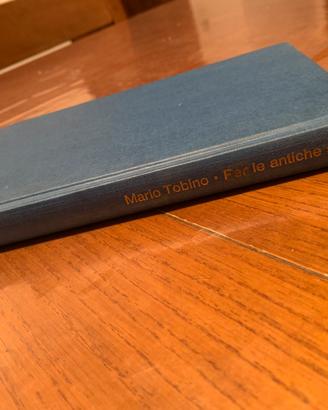 Mario Tobino • Per le antiche